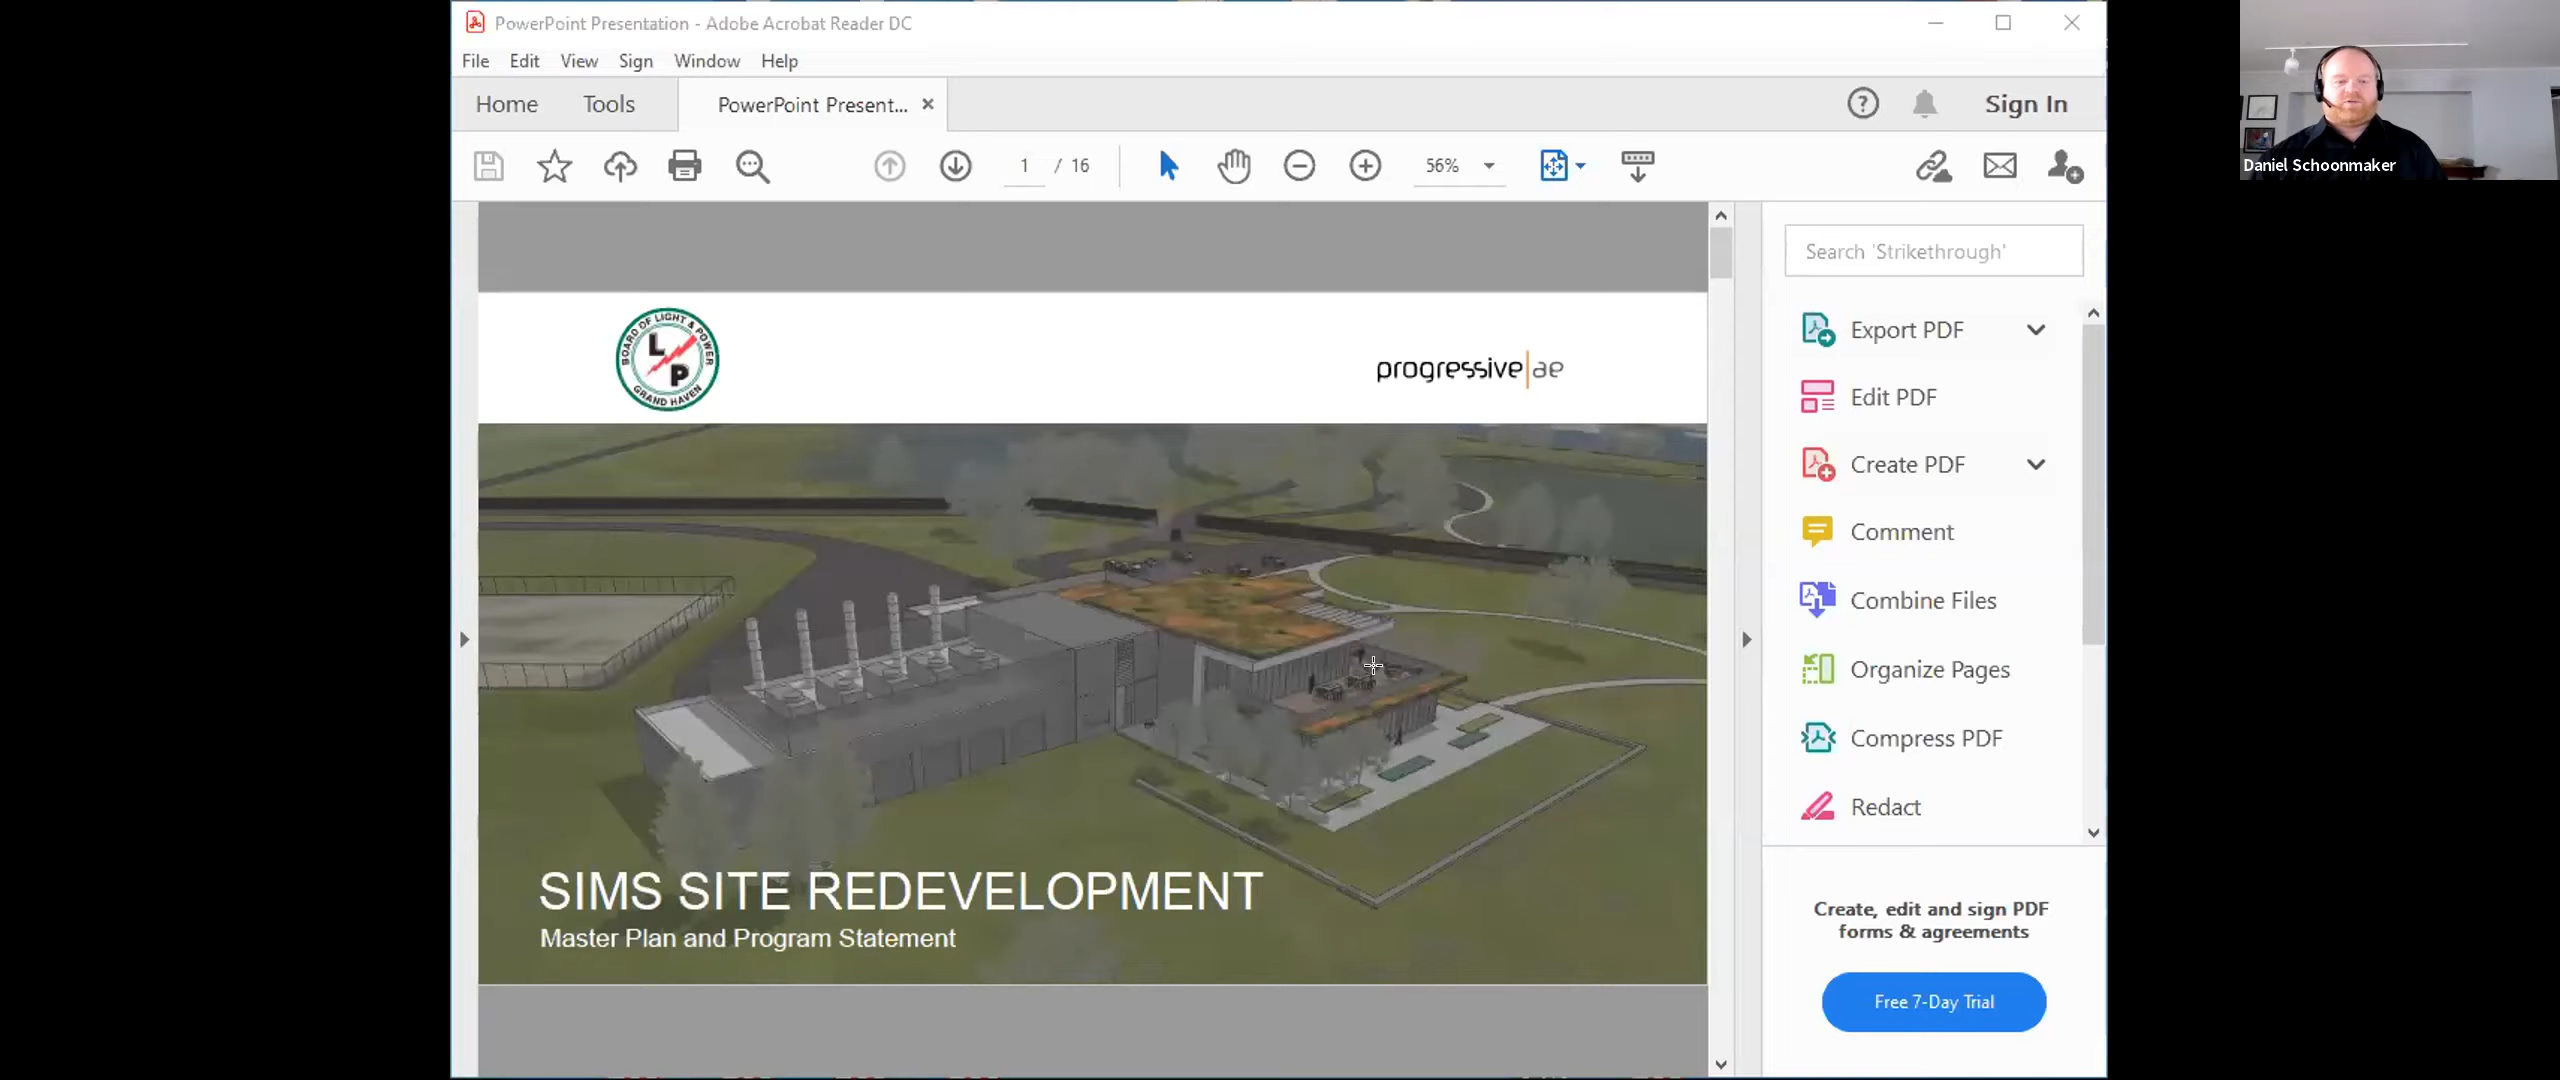 PowerPoint Presentation - Adobe Acrobat Reader DC
File Edit View Sign Window Help
Home Tools PowerPoint Present... Sign In
1 / 16 56%
Daniel Schoonmaker
Search 'Strikethrough'
BOARD OF LIGHT & POWER
L P
GRAND HAVEN
progressive|ae
Export PDF
Edit PDF
Create PDF
Comment
Combine Files
Organize Pages
Compress PDF
Redact
SIMS SITE REDEVELOPMENT
Master Plan and Program Statement
Create, edit and sign PDF
forms & agreements
Free 7-Day Trial